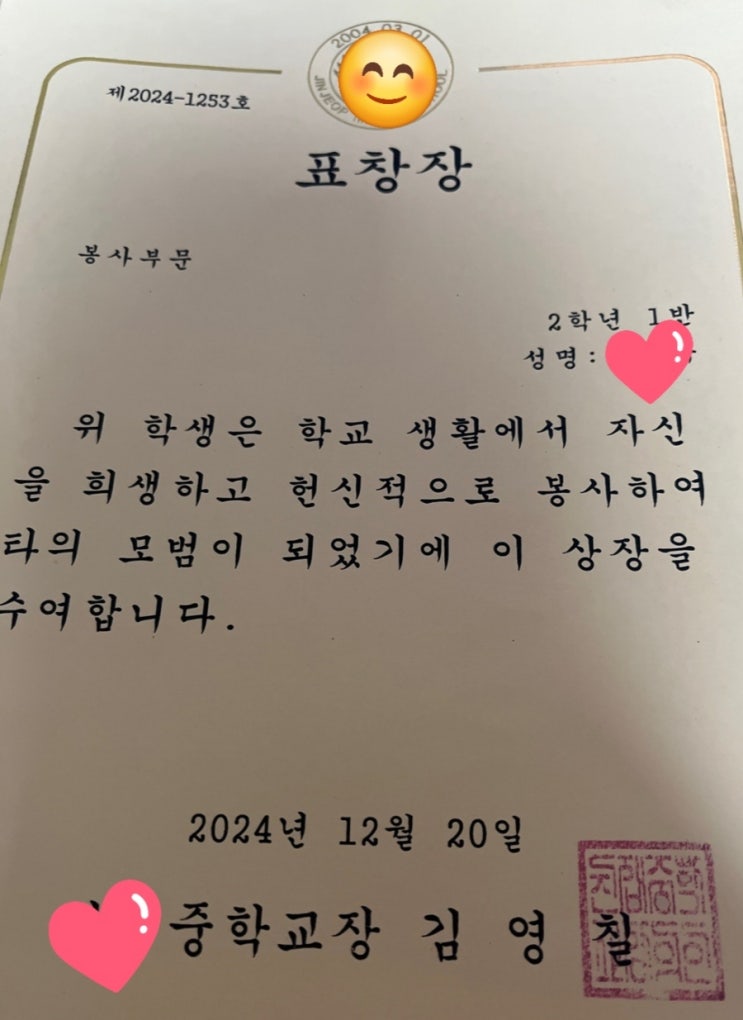 2004.03.01
JINJEOP
제2024-1253호
표창장
봉사부문
2학년 1반
성명:
위 학생은 학교 생활에서 자신
을 희생하고 헌신적으로 봉사하여
타의 모범이 되었기에 이 상장을
수여합니다.
2024년 12월 20일
중학교장 김영칠